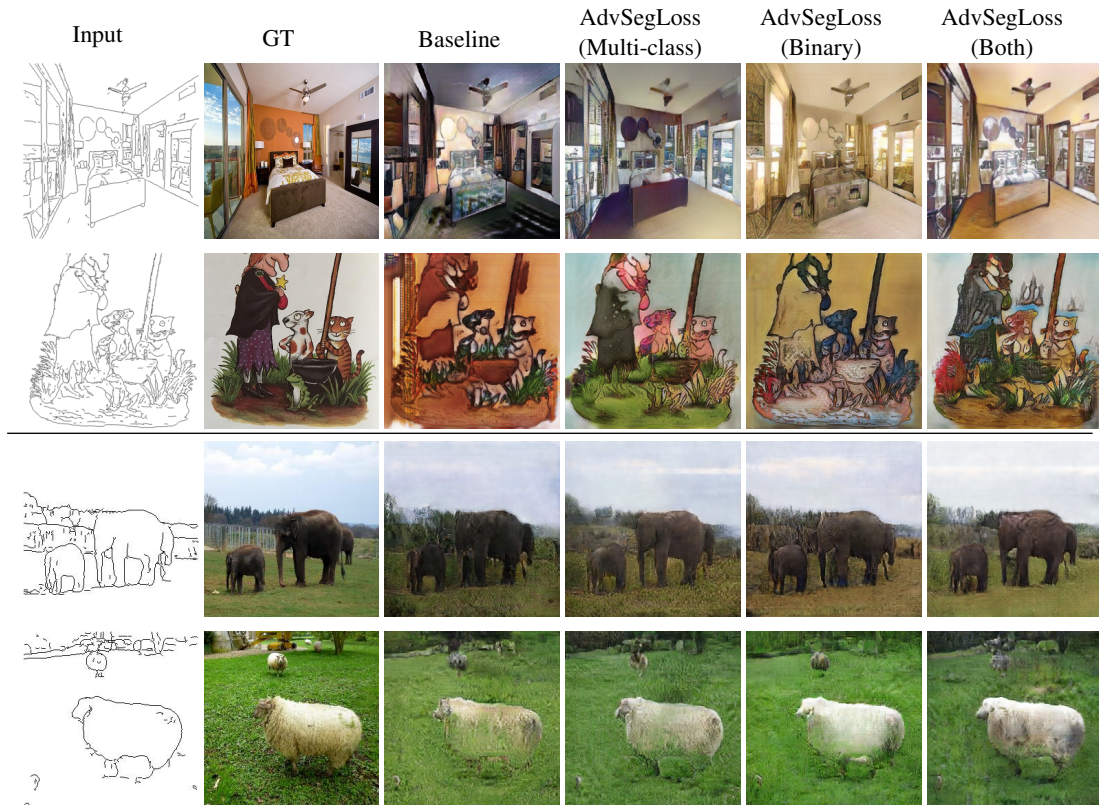 Input
GT
Baseline
AdvSegLoss
(Multi-class)
AdvSegLoss
(Binary)
AdvSegLoss
(Both)